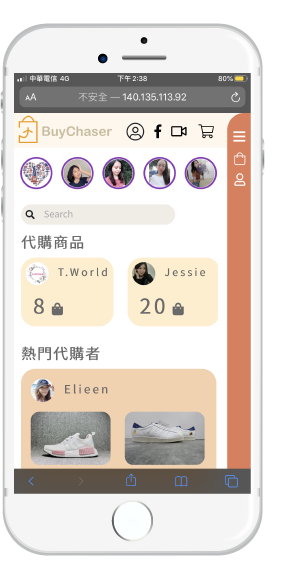 中華電信 4G 下午 2:38 80%
AA 不安全 — 140.135.113.92
BuyChaser
Search
代購商品
T.World Jessie
8 20
熱門代購者
Elieen